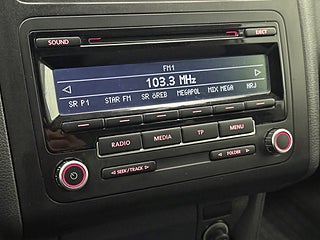 SOUND
EJECT
FM1
103.3 MHz
SR P1 STAR FM SR ÖREB MEGAPOL MIX MEGA NRJ
RADIO MEDIA TP MENU
SEEK / TRACK FOLDER